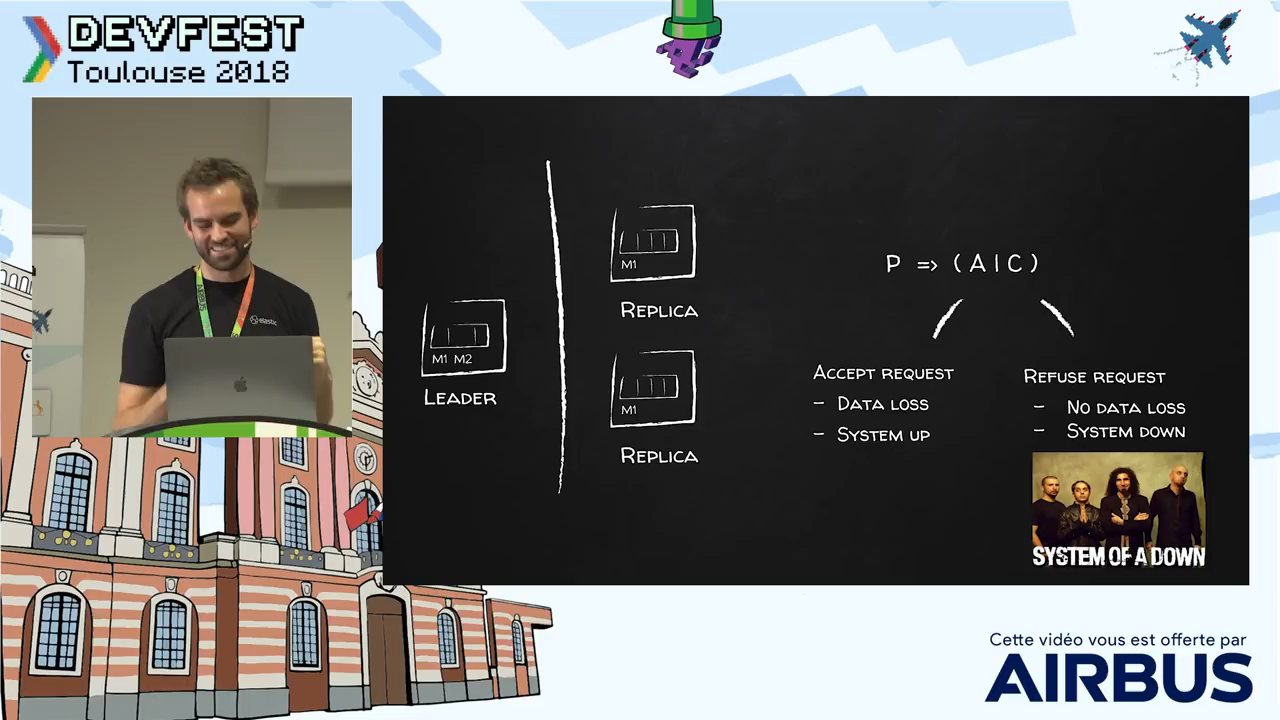 DEVFEST
Toulouse 2018
elastic
M1
REPLICA
M1 M2
LEADER
M1
REPLICA
P => (A|C)
ACCEPT REQUEST
- DATA LOSS
- SYSTEM UP
REFUSE REQUEST
- NO DATA LOSS
- SYSTEM DOWN
SYSTEM OF A DOWN
Cette vidéo vous est offerte par
AIRBUS